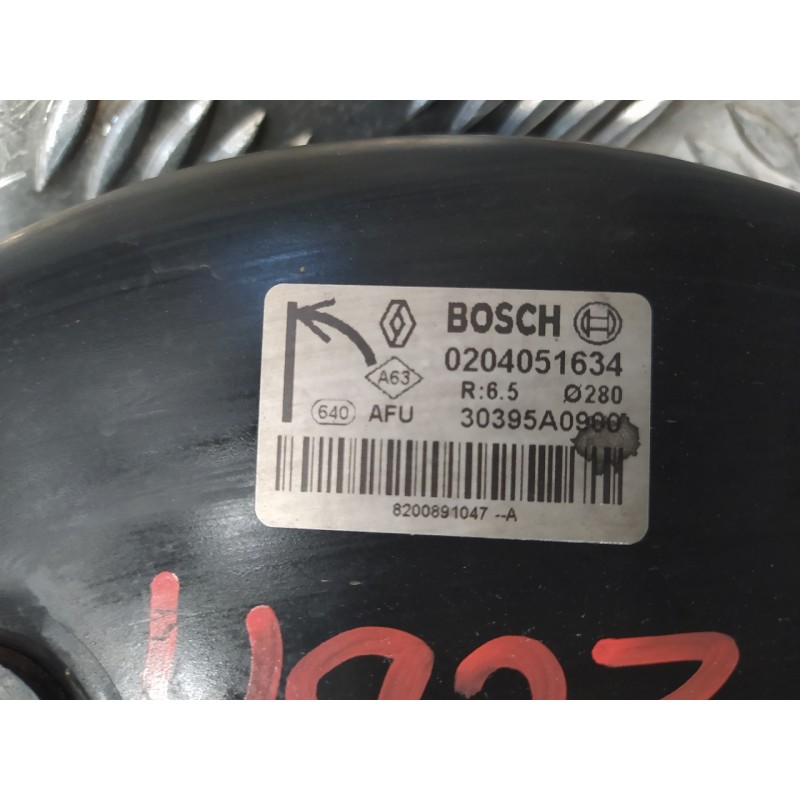 BOSCH
0204051634
A63
R:6.5 Ø280
640 AFU 30395A0900
8200891047 --A